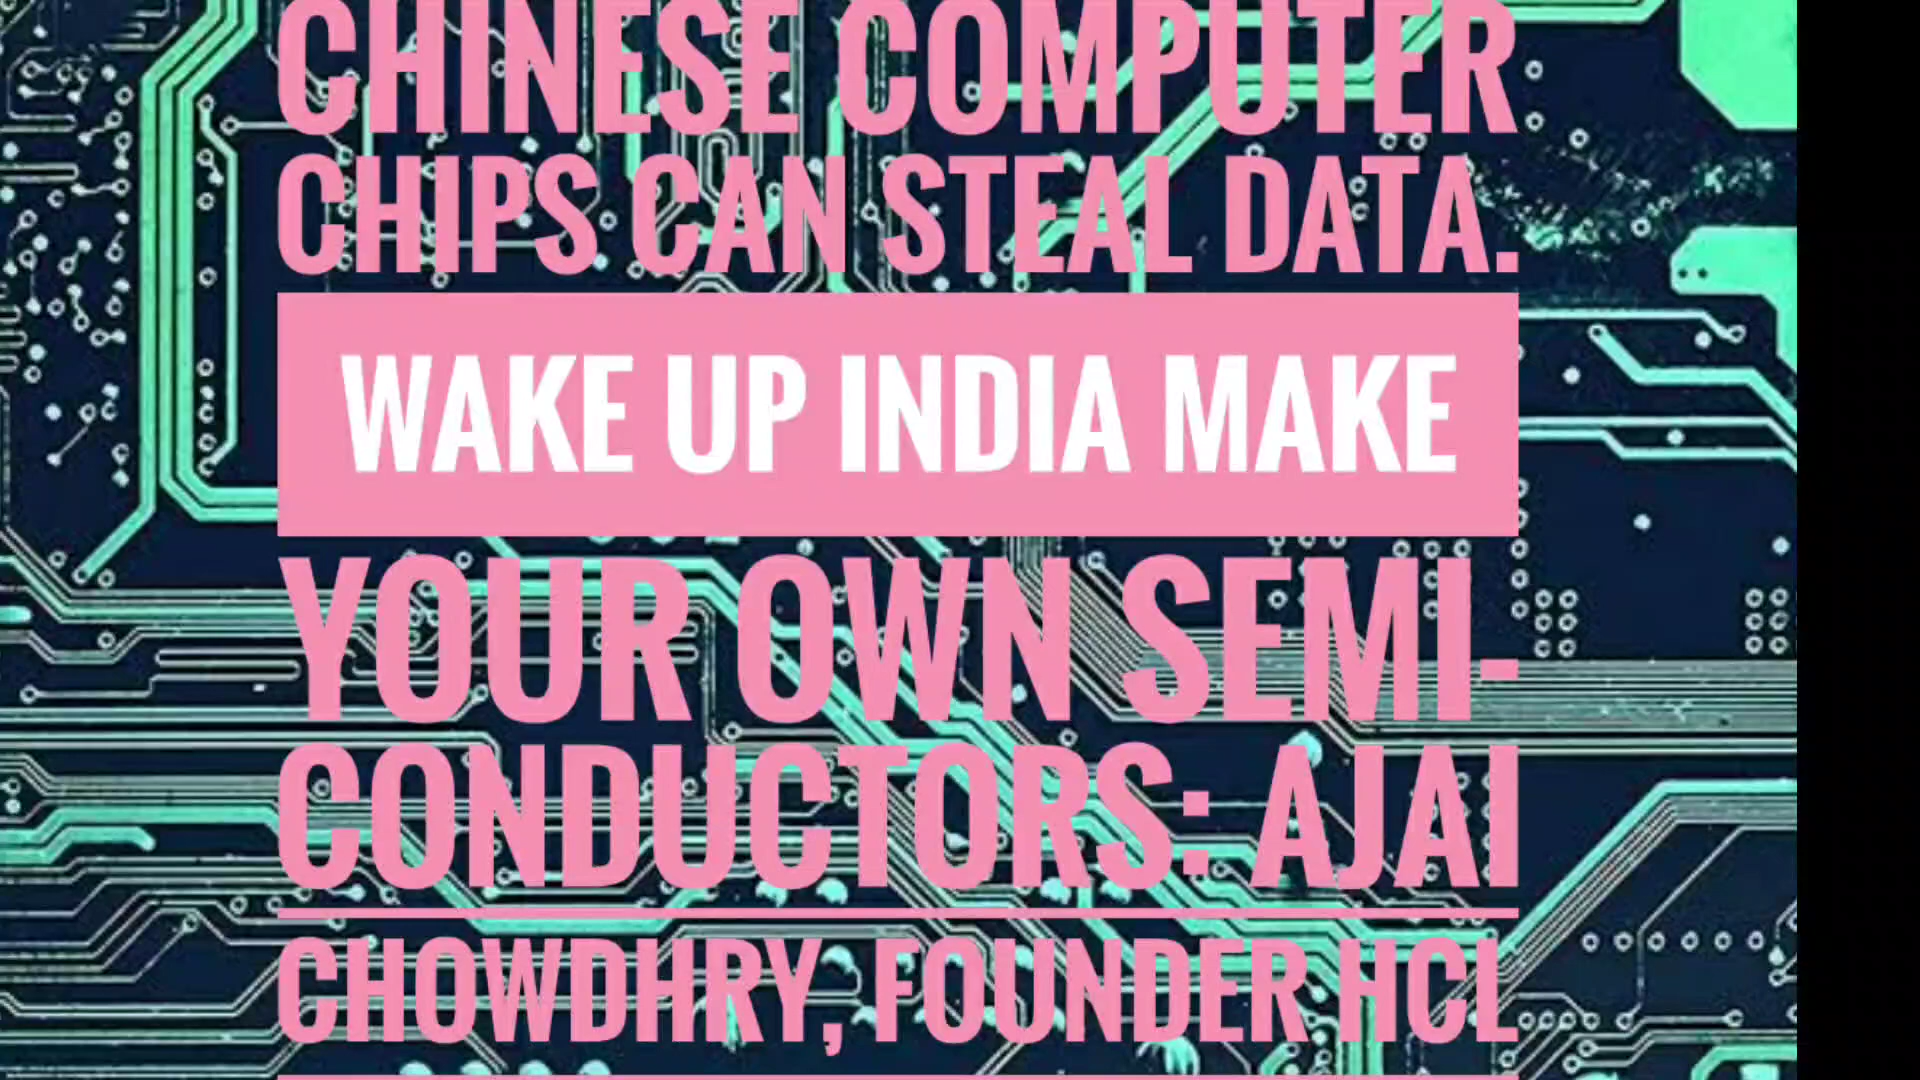 CHINESE COMPUTER
CHIPS CAN STEAL DATA.
WAKE UP INDIA MAKE
YOUR OWN SEMI-
CONDUCTORS: AJAI
CHOWDHRY, FOUNDER HCL